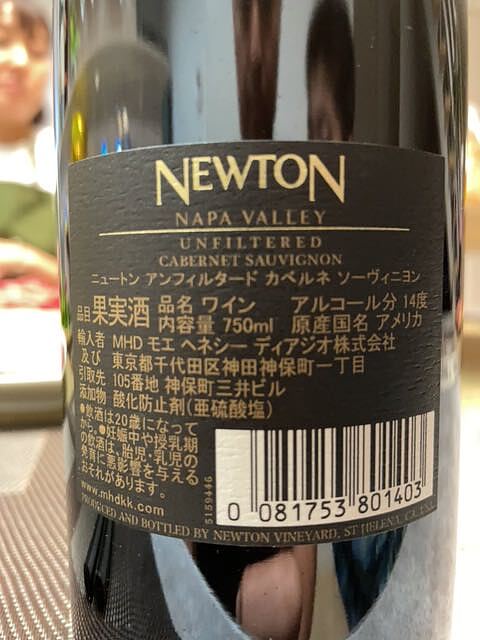 NEWTON
NAPA VALLEY
UNFILTERED
CABERNET SAUVIGNON
ニュートン アンフィルタード カベルネ ソーヴィニヨン
品目 果実酒 品名 ワイン アルコール分 14度
内容量 750ml 原産国名 アメリカ
輸入者 MHD モエ ヘネシー ディアジオ株式会社
及び 東京都千代田区神田神保町一丁目
引取先 105番地 神保町三井ビル
添加物 酸化防止剤(亜硫酸塩)
●飲酒は20歳になって
から。●妊娠中や授乳期
の飲酒は、胎児・乳児の
発育に悪影響を与える
おそれがあります。
www.mhdkk.com
5159446
0 081753 801403
PRODUCED AND BOTTLED BY NEWTON VINEYARD, ST HELENA, CA, USA